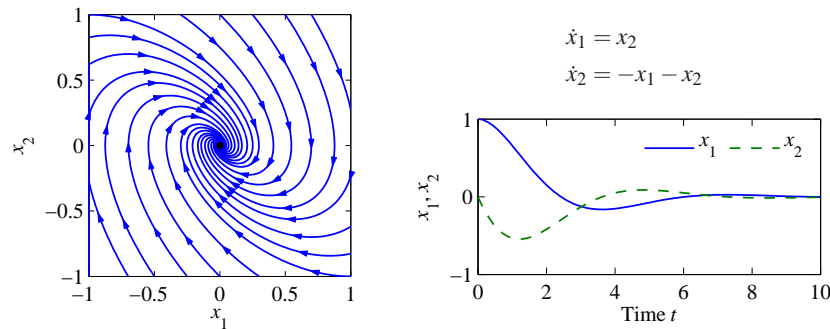 1
0.5
0
−0.5
−1
x₂
−1 −0.5 0 0.5 1
x₁
ẋ₁ = x₂
ẋ₂ = −x₁ − x₂
1
0
−1
x₁, x₂
x₁ x₂
0 2 4 6 8 10
Time t